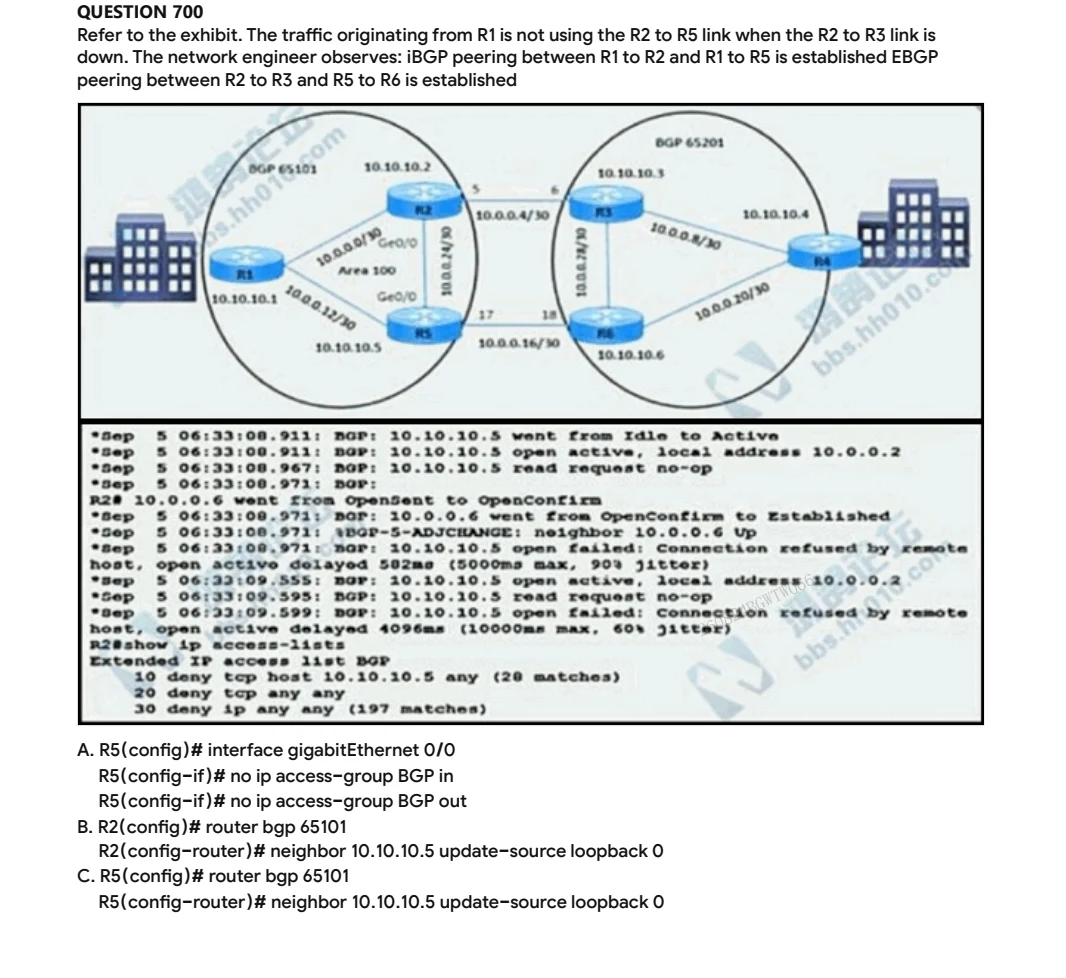 QUESTION 700
Refer to the exhibit. The traffic originating from R1 is not using the R2 to R5 link when the R2 to R3 link is
down. The network engineer observes: iBGP peering between R1 to R2 and R1 to R5 is established EBGP
peering between R2 to R3 and R5 to R6 is established
BGP 65101
BGP 65201
10.10.10.2
10.10.10.3
R2
5
6
R3
10.0.0.4/30
10.10.10.4
10.0.0.0/30
Ge0/0
10.0.0.24/30
10.0.0.28/30
10.0.0.8/30
R1
Area 100
R4
10.10.10.1
10.0.0.12/30
Ge0/0
10.0.0.20/30
R5
17
18
R6
10.10.10.5
10.0.0.16/30
10.10.10.6
bbs.hh010.com
*Sep 5 06:33:08.911: BGP: 10.10.10.5 went from Idle to Active
*Sep 5 06:33:08.911: BGP: 10.10.10.5 open active, local address 10.0.0.2
*Sep 5 06:33:08.967: BGP: 10.10.10.5 read request no-op
*Sep 5 06:33:08.971: BGP:
R2# 10.0.0.6 went from OpenSent to OpenConfirm
*Sep 5 06:33:08.971: BGP: 10.0.0.6 went from OpenConfirm to Established
*Sep 5 06:33:08.971: %BGP-5-ADJCHANGE: neighbor 10.0.0.6 Up
*Sep 5 06:33:08.971: BGP: 10.10.10.5 open failed: Connection refused by remote
host, open active delayed 582ms (5000ms max, 90% jitter)
*Sep 5 06:33:09.555: BGP: 10.10.10.5 open active, local address 10.0.0.2
*Sep 5 06:33:09.595: BGP: 10.10.10.5 read request no-op
*Sep 5 06:33:09.599: BGP: 10.10.10.5 open failed: Connection refused by remote
host, open active delayed 4096ms (10000ms max, 60% jitter)
R2#show ip access-lists
Extended IP access list BGP
10 deny tcp host 10.10.10.5 any (28 matches)
20 deny tcp any any
30 deny ip any any (197 matches)
bbs.hh010.com
A. R5(config)# interface gigabitEthernet 0/0
R5(config-if)# no ip access-group BGP in
R5(config-if)# no ip access-group BGP out
B. R2(config)# router bgp 65101
R2(config-router)# neighbor 10.10.10.5 update-source loopback 0
C. R5(config)# router bgp 65101
R5(config-router)# neighbor 10.10.10.5 update-source loopback 0